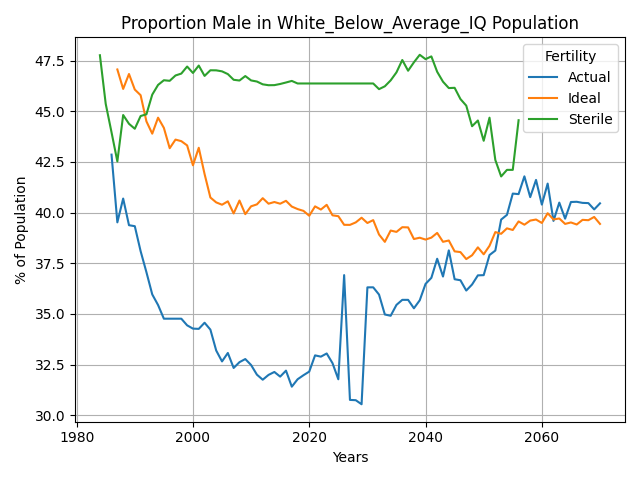 Proportion Male in White_Below_Average_IQ Population
Fertility
Actual
Ideal
Sterile
% of Population
47.5
45.0
42.5
40.0
37.5
35.0
32.5
30.0
1980
2000
2020
2040
2060
Years